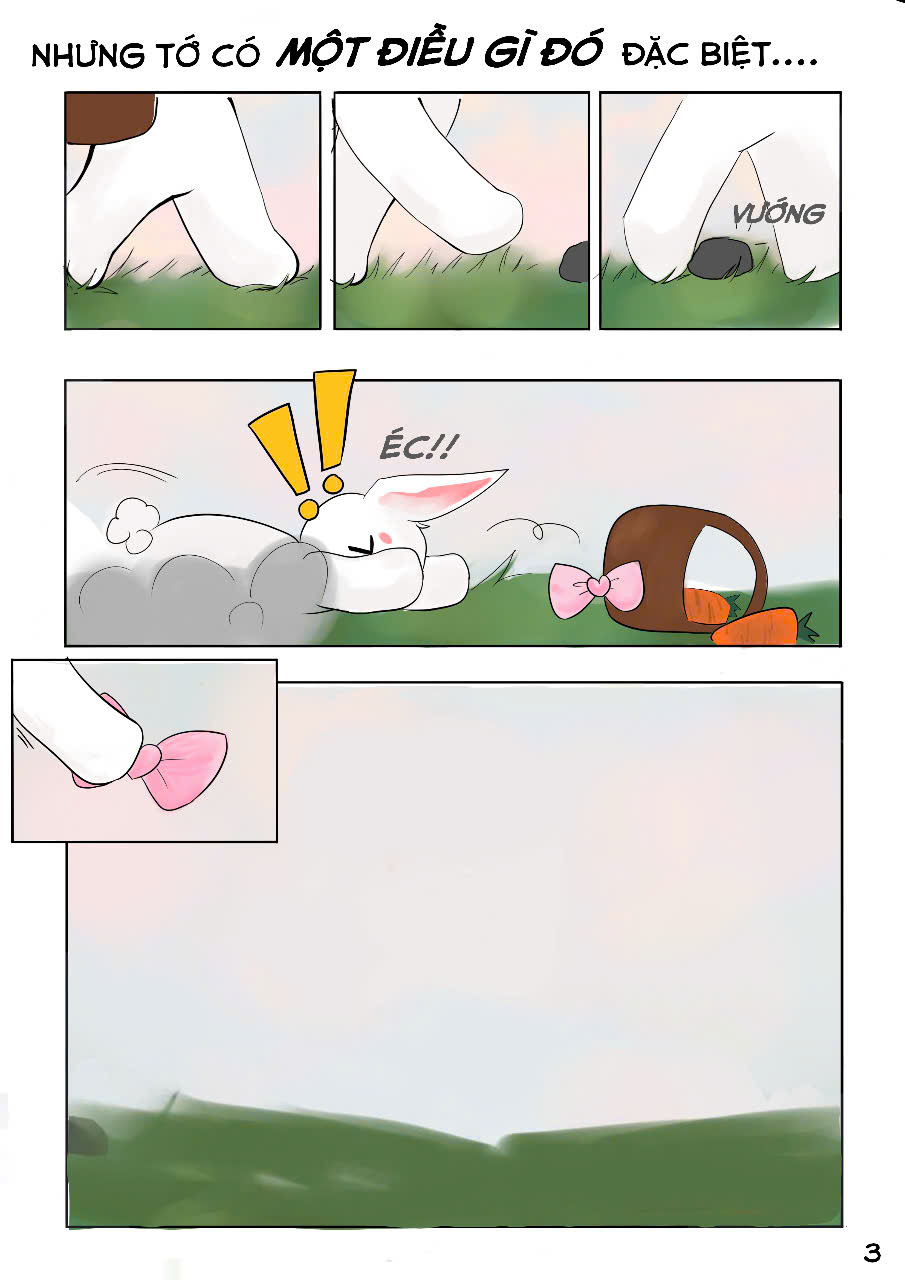 NHƯNG TỚ CÓ MỘT ĐIỀU GÌ ĐÓ ĐẶC BIỆT....
VƯỚNG
ÉC!!
3